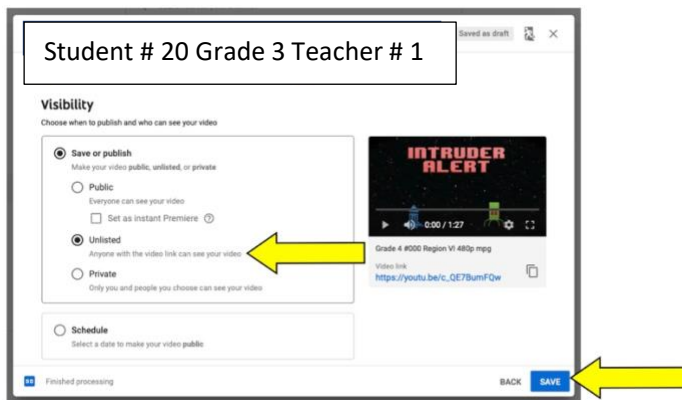 Student # 20 Grade 3 Teacher # 1
Saved as draft
Visibility
Choose when to publish and who can see your video
Save or publish
Make your video public, unlisted, or private
Public
Everyone can see your video
Set as instant Premiere
Unlisted
Anyone with the video link can see your video
Private
Only you and people you choose can see your video
Schedule
Select a date to make your video public
INTRUDER
ALERT
0:00 / 1:27
Grade 4 #000 Region VI 480p mpg
Video link
https://youtu.be/c_QE7BumFQw
Finished processing
BACK
SAVE